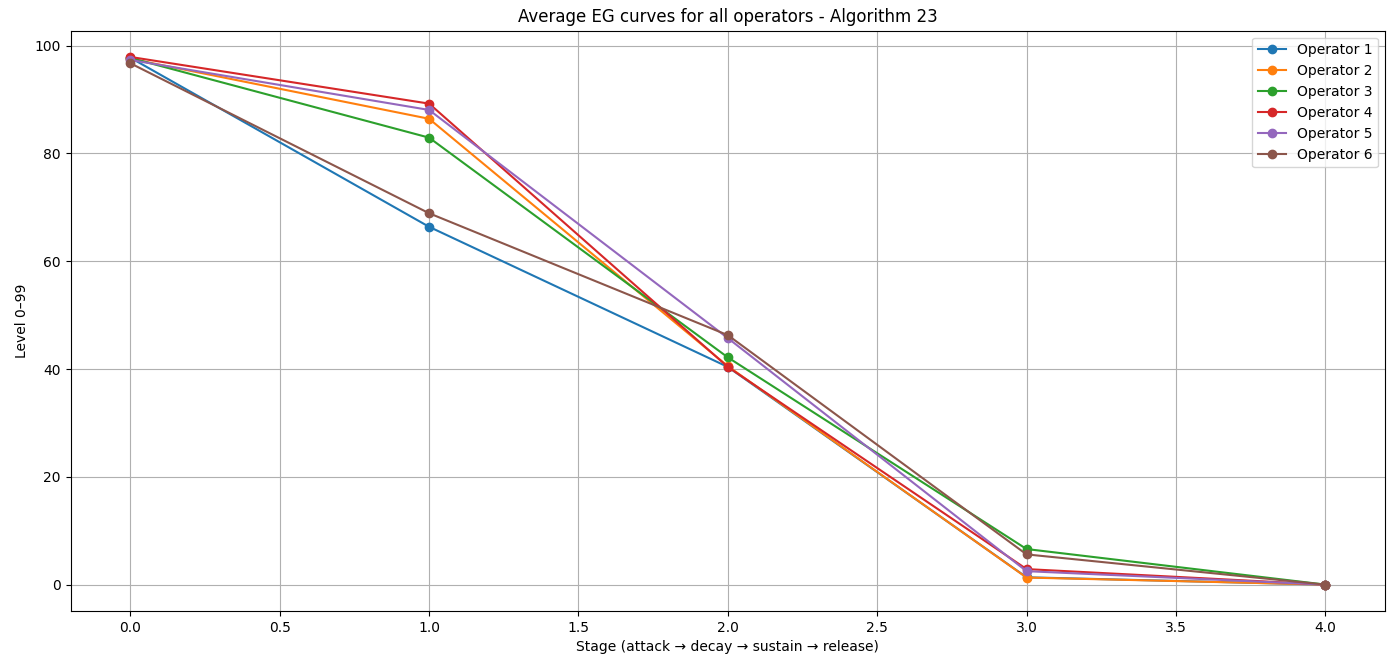 Average EG curves for all operators - Algorithm 23
100
80
60
40
20
0
Level 0–99
Operator 1
Operator 2
Operator 3
Operator 4
Operator 5
Operator 6
0.0 0.5 1.0 1.5 2.0 2.5 3.0 3.5 4.0
Stage (attack → decay → sustain → release)